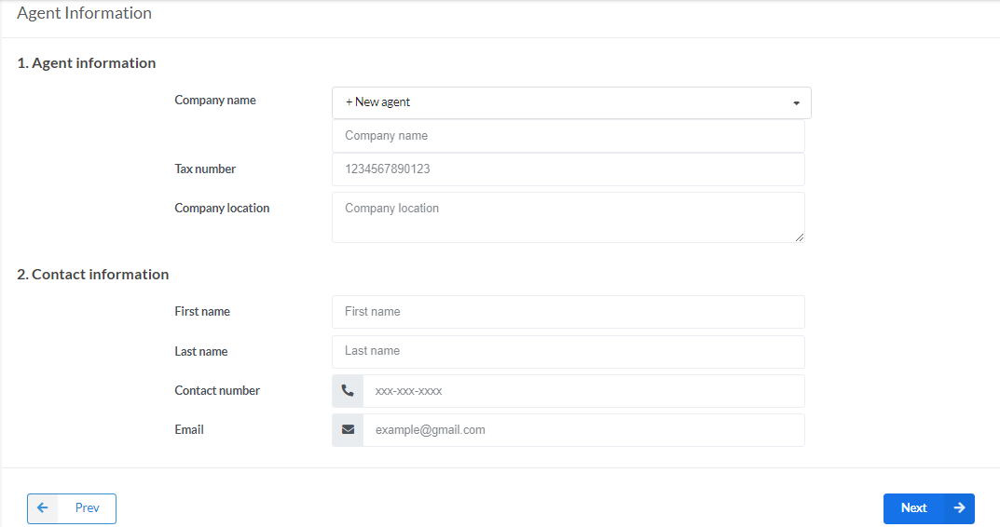 Agent Information
1. Agent information
Company name
+ New agent
Company name
Tax number
1234567890123
Company location
Company location
2. Contact information
First name
First name
Last name
Last name
Contact number
xxx-xxx-xxxx
Email
example@gmail.com
Prev
Next